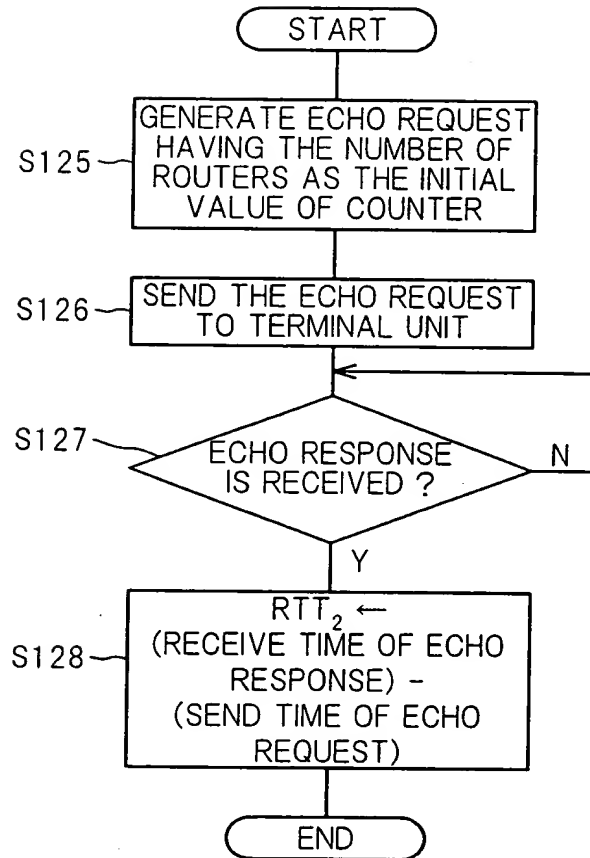 START
S125
GENERATE ECHO REQUEST
HAVING THE NUMBER OF
ROUTERS AS THE INITIAL
VALUE OF COUNTER
S126
SEND THE ECHO REQUEST
TO TERMINAL UNIT
S127
ECHO RESPONSE
IS RECEIVED ?
N
Y
S128
RTT₂ ←
(RECEIVE TIME OF ECHO
RESPONSE) -
(SEND TIME OF ECHO
REQUEST)
END